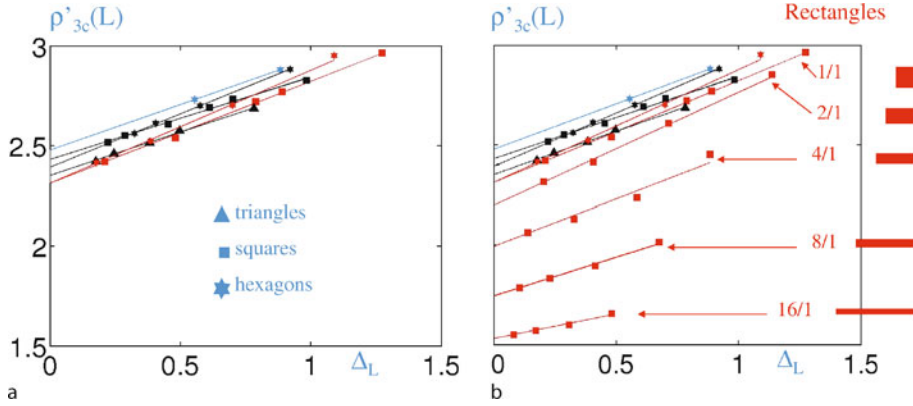 ρ'3c(L)
3
2.5
2
1.5
0
0.5
1
1.5
ΔL
triangles
squares
hexagons
a
ρ'3c(L)
Rectangles
1/1
2/1
4/1
8/1
16/1
0
0.5
1
1.5
ΔL
b